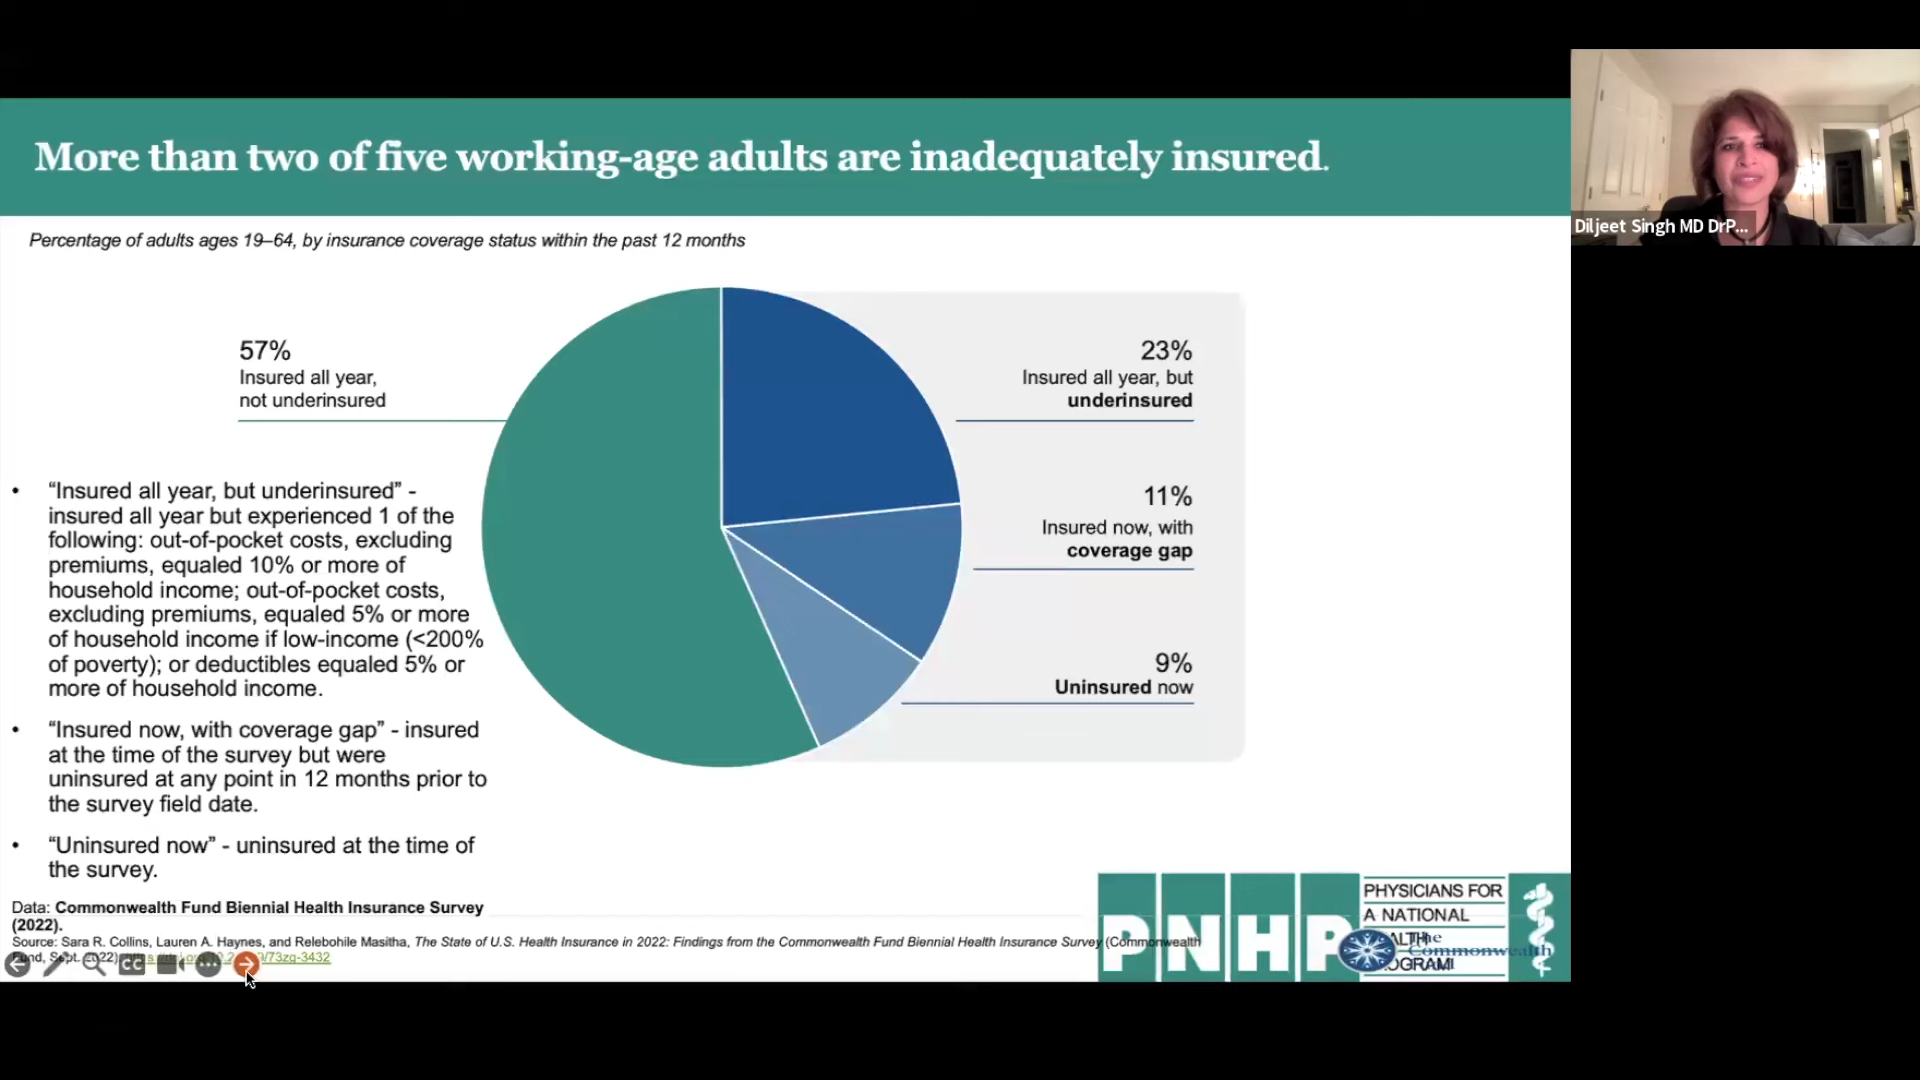 More than two of five working-age adults are inadequately insured.
Diljeet Singh MD DrP...
Percentage of adults ages 19–64, by insurance coverage status within the past 12 months
57%
Insured all year,
not underinsured
23%
Insured all year, but
underinsured
11%
Insured now, with
coverage gap
9%
Uninsured now
• “Insured all year, but underinsured” -
insured all year but experienced 1 of the
following: out-of-pocket costs, excluding
premiums, equaled 10% or more of
household income; out-of-pocket costs,
excluding premiums, equaled 5% or more
of household income if low-income (<200%
of poverty); or deductibles equaled 5% or
more of household income.
• “Insured now, with coverage gap” - insured
at the time of the survey but were
uninsured at any point in 12 months prior to
the survey field date.
• “Uninsured now” - uninsured at the time of
the survey.
Data: Commonwealth Fund Biennial Health Insurance Survey
(2022).
Source: Sara R. Collins, Lauren A. Haynes, and Relebohile Masitha, The State of U.S. Health Insurance in 2022: Findings from the Commonwealth Fund Biennial Health Insurance Survey (Commonwealth
Fund, Sept. 2022).
CC
PNHP
PHYSICIANS FOR
A NATIONAL
The
Commonwealth